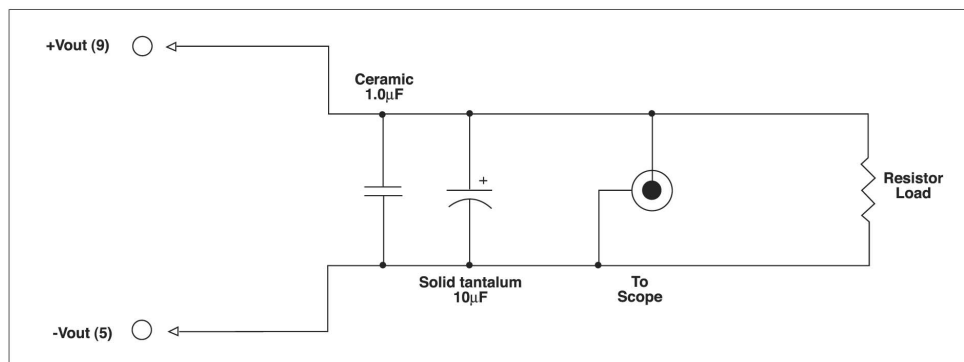 +Vout (9)
Ceramic
1.0μF
+
Resistor
Load
Solid tantalum
10μF
To
Scope
-Vout (5)